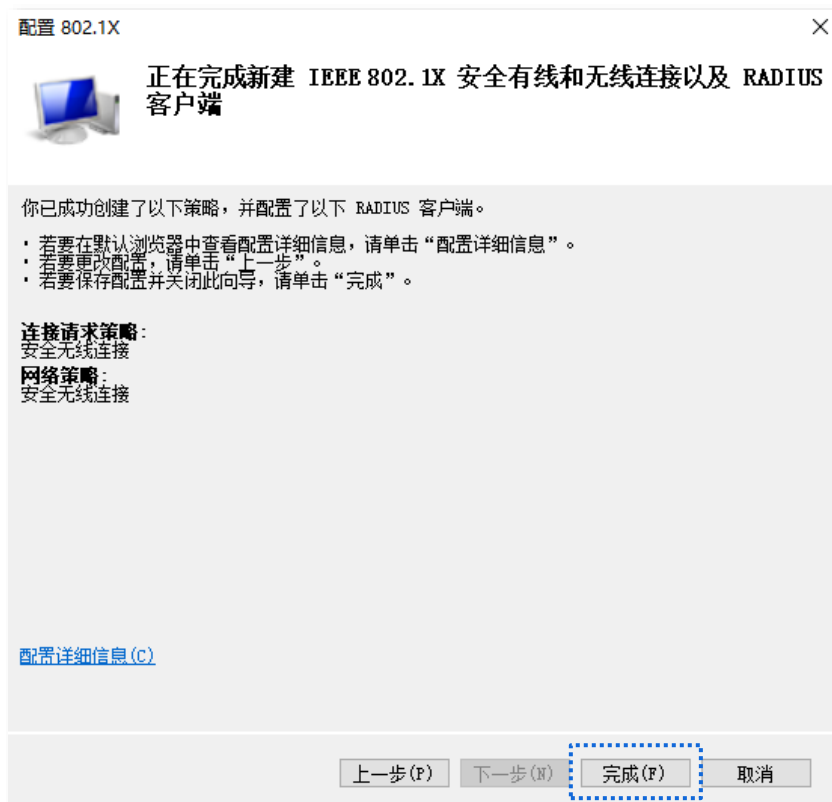 配置 802.1X
正在完成新建 IEEE 802.1X 安全有线和无线连接以及 RADIUS
客户端
你已成功创建了以下策略，并配置了以下 RADIUS 客户端。
· 若要在默认浏览器中查看配置详细信息，请单击“配置详细信息”。
· 若要更改配置，请单击“上一步”。
· 若要保存配置并关闭此向导，请单击“完成”。
连接请求策略:
安全无线连接
网络策略:
安全无线连接
配置详细信息(C)
上一步(P) 下一步(N) 完成(F) 取消